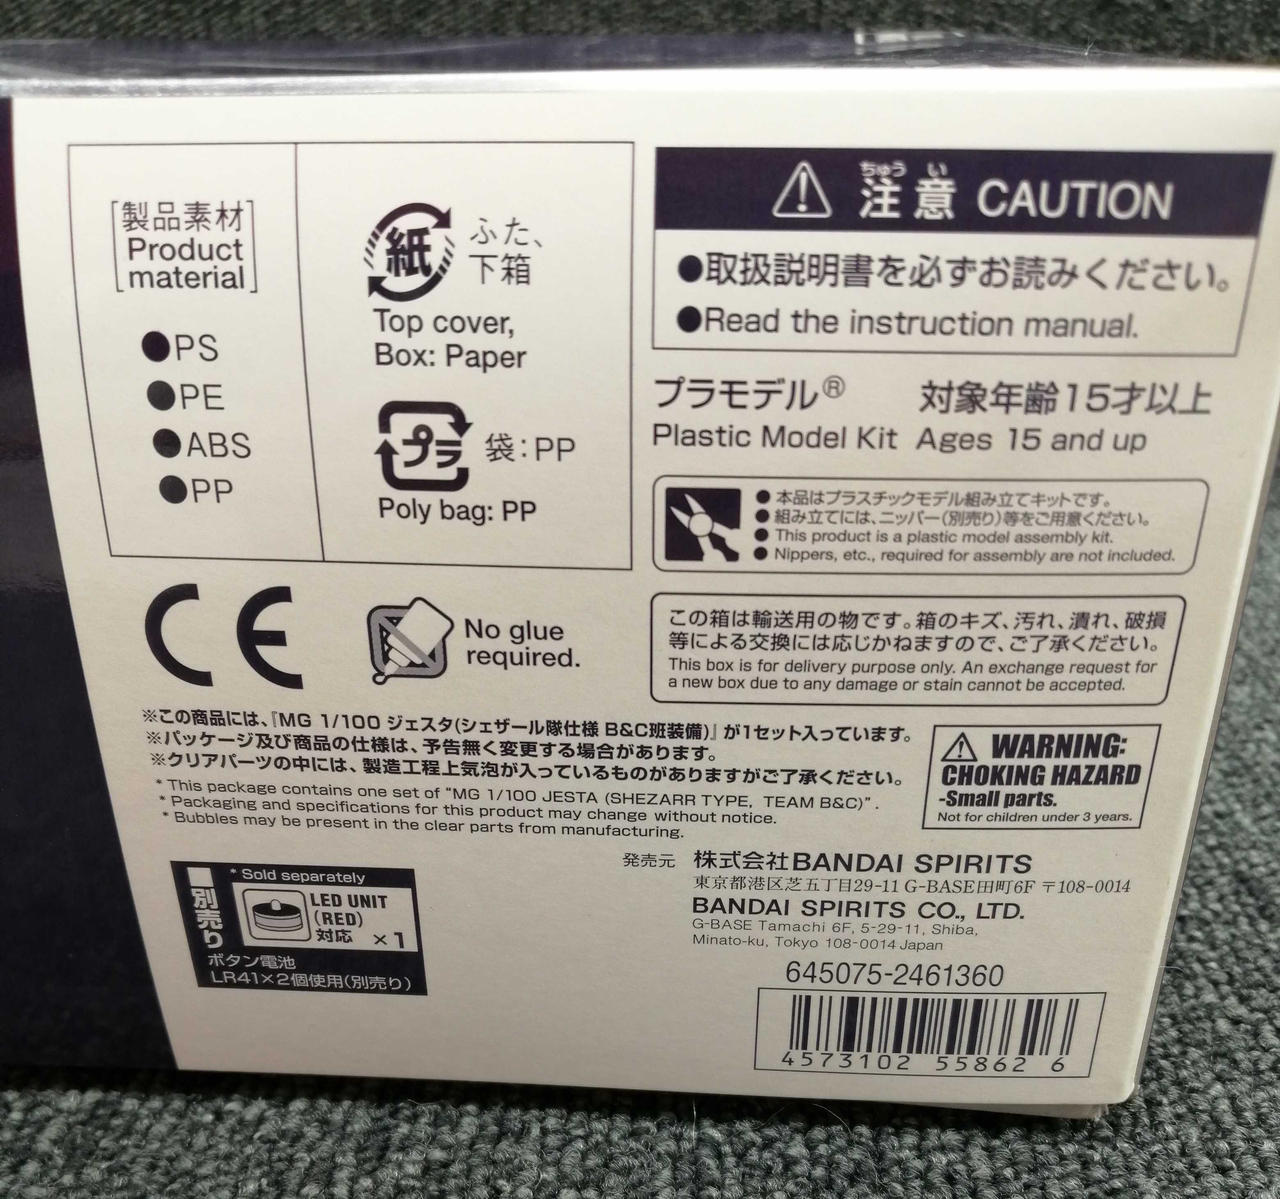 [製品素材]
[Product
material]
●PS
●PE
●ABS
●PP
紙
ふた、
下箱
Top cover,
Box: Paper
プラ
袋:PP
Poly bag: PP
ちゅう い
注意 CAUTION
●取扱説明書を必ずお読みください。
●Read the instruction manual.
プラモデル® 対象年齢15才以上
Plastic Model Kit Ages 15 and up
●本品はプラスチックモデル組み立てキットです。
●組み立てには、ニッパー(別売り)等をご用意ください。
●This product is a plastic model assembly kit.
●Nippers, etc., required for assembly are not included.
CE
No glue
required.
この箱は輸送用の物です。箱のキズ、汚れ、潰れ、破損
等による交換には応じかねますので、ご了承ください。
This box is for delivery purpose only. An exchange request for
a new box due to any damage or stain cannot be accepted.
※この商品には、『MG 1/100 ジェスタ(シェザール隊仕様 B&C班装備)』が1セット入っています。
※パッケージ及び商品の仕様は、予告無く変更する場合があります。
※クリアパーツの中には、製造工程上気泡が入っているものがありますがご了承ください。
* This package contains one set of "MG 1/100 JESTA (SHEZARR TYPE, TEAM B&C)".
* Packaging and specifications for this product may change without notice.
* Bubbles may be present in the clear parts from manufacturing.
WARNING:
CHOKING HAZARD
-Small parts.
Not for children under 3 years.
■別売り
* Sold separately
LED UNIT
(RED)
対応 ×1
ボタン電池
LR41×2個使用(別売り)
発売元 株式会社BANDAI SPIRITS
東京都港区芝五丁目29-11 G-BASE田町6F 〒108-0014
BANDAI SPIRITS CO., LTD.
G-BASE Tamachi 6F, 5-29-11, Shiba,
Minato-ku, Tokyo 108-0014 Japan
645075-2461360
4573102 55862 6